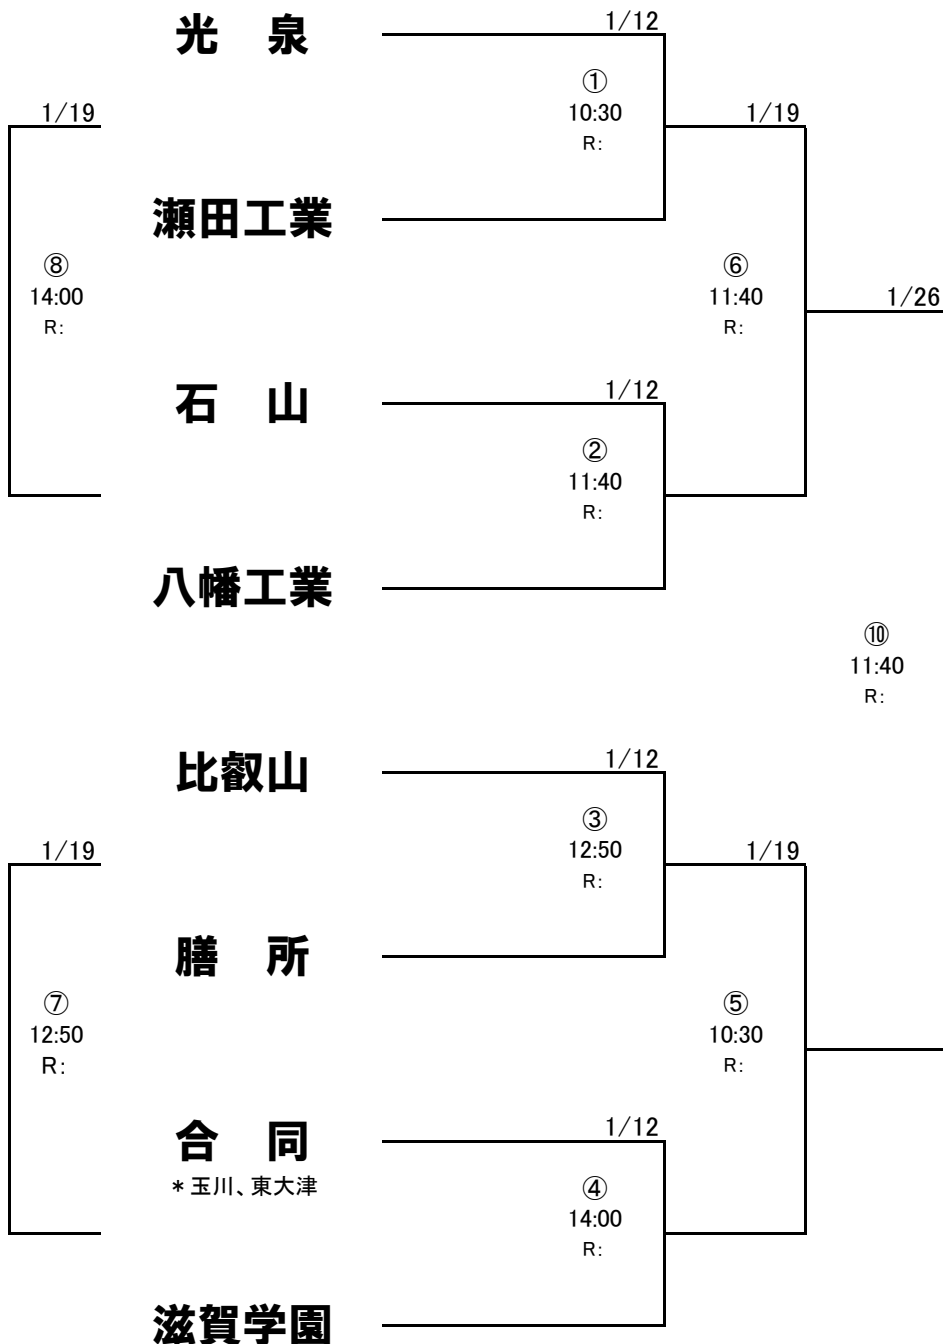 光　泉
1/12
①
10:30
R:
1/19
1/19
瀬田工業
⑧
14:00
R:
⑥
11:40
R:
1/26
石　山
1/12
②
11:40
R:
八幡工業
⑩
11:40
R:
比叡山
1/12
③
12:50
R:
1/19
1/19
膳　所
⑦
12:50
R:
⑤
10:30
R:
合　同
1/12
＊玉川、東大津
④
14:00
R:
滋賀学園